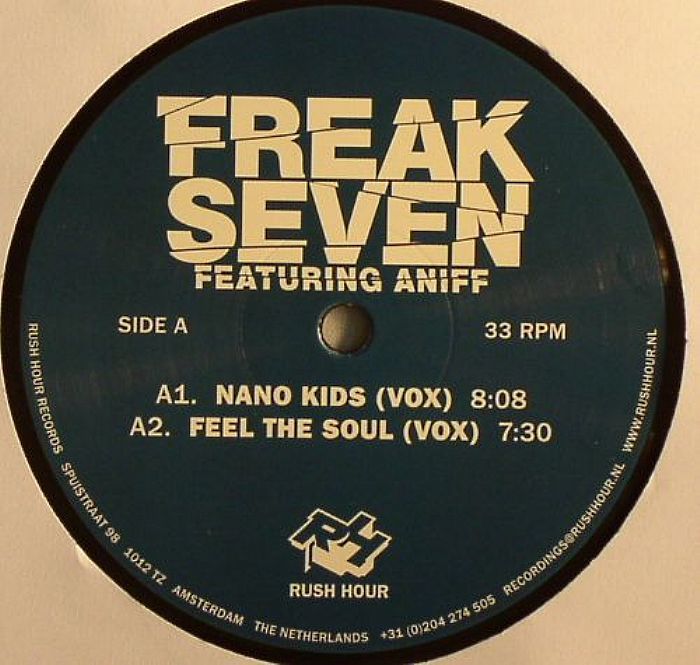 FREAK
SEVEN
FEATURING ANIFF
SIDE A
33 RPM
A1. NANO KIDS (VOX) 8:08
A2. FEEL THE SOUL (VOX) 7:30
RH
RUSH HOUR
RUSH HOUR RECORDS SPUISTRAAT 98 1012 TZ AMSTERDAM THE NETHERLANDS +31 (0)204 274 505 RECORDINGS@RUSHHOUR.NL WWW.RUSHHOUR.NL